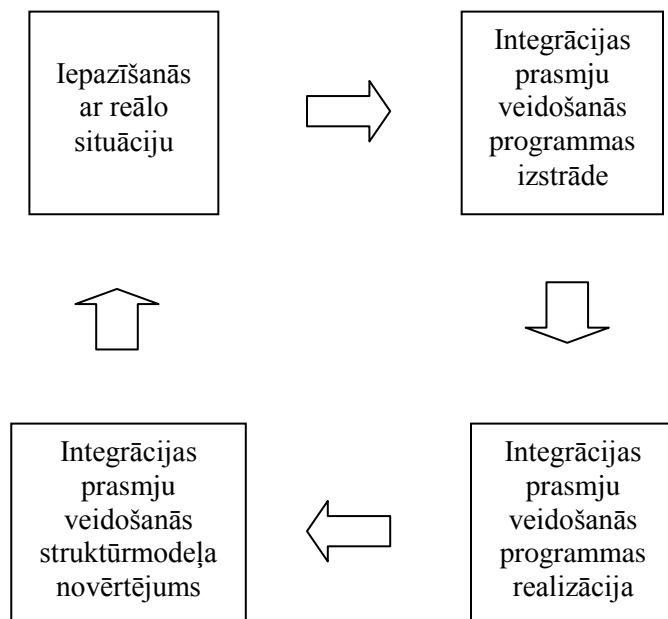 Iepazīšanās
ar reālo
situāciju
Integrācijas
prasmju
veidošanās
programmas
izstrāde
Integrācijas
prasmju
veidošanās
programmas
realizācija
Integrācijas
prasmju
veidošanās
struktūrmodeļa
novērtējums